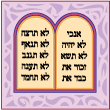 אנכי
לא יהיה
לא תשא
זכור את
כבד את
לא תרצח
לא תנאף
לא תגנב
לא תענה
לא תחמד